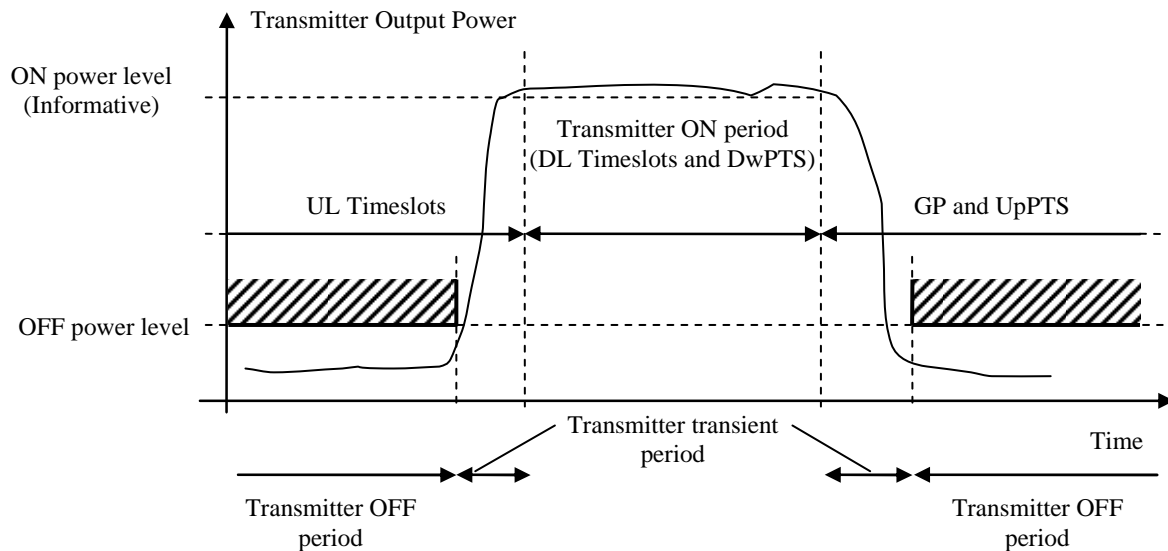 Transmitter Output Power
ON power level
(Informative)
Transmitter ON period
(DL Timeslots and DwPTS)
UL Timeslots
GP and UpPTS
OFF power level
Transmitter transient
period
Time
Transmitter OFF
period
Transmitter OFF
period